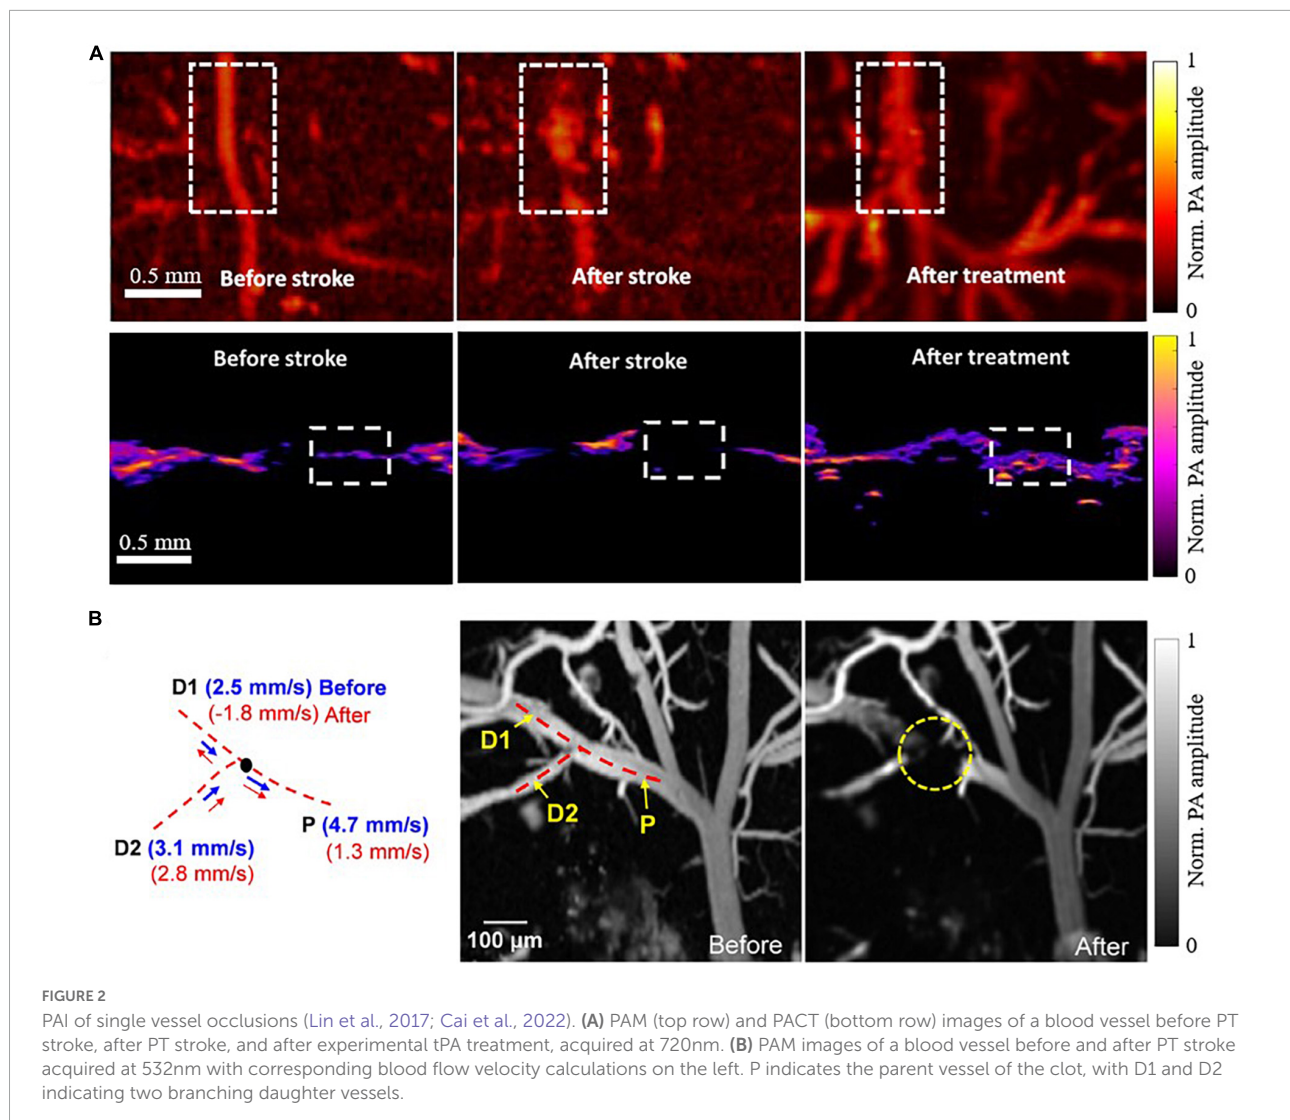 A
Before stroke
0.5 mm
After stroke
After treatment
1
Norm. PA amplitude
0
Before stroke
0.5 mm
After stroke
After treatment
1
Norm. PA amplitude
0
B
D1 (2.5 mm/s) Before
(-1.8 mm/s) After
D2 (3.1 mm/s)
(2.8 mm/s)
P (4.7 mm/s)
(1.3 mm/s)
D1
D2
P
100 µm
Before
After
1
Norm. PA amplitude
0
FIGURE 2
PAI of single vessel occlusions (Lin et al., 2017; Cai et al., 2022). (A) PAM (top row) and PACT (bottom row) images of a blood vessel before PT
stroke, after PT stroke, and after experimental tPA treatment, acquired at 720nm. (B) PAM images of a blood vessel before and after PT stroke
acquired at 532nm with corresponding blood flow velocity calculations on the left. P indicates the parent vessel of the clot, with D1 and D2
indicating two branching daughter vessels.